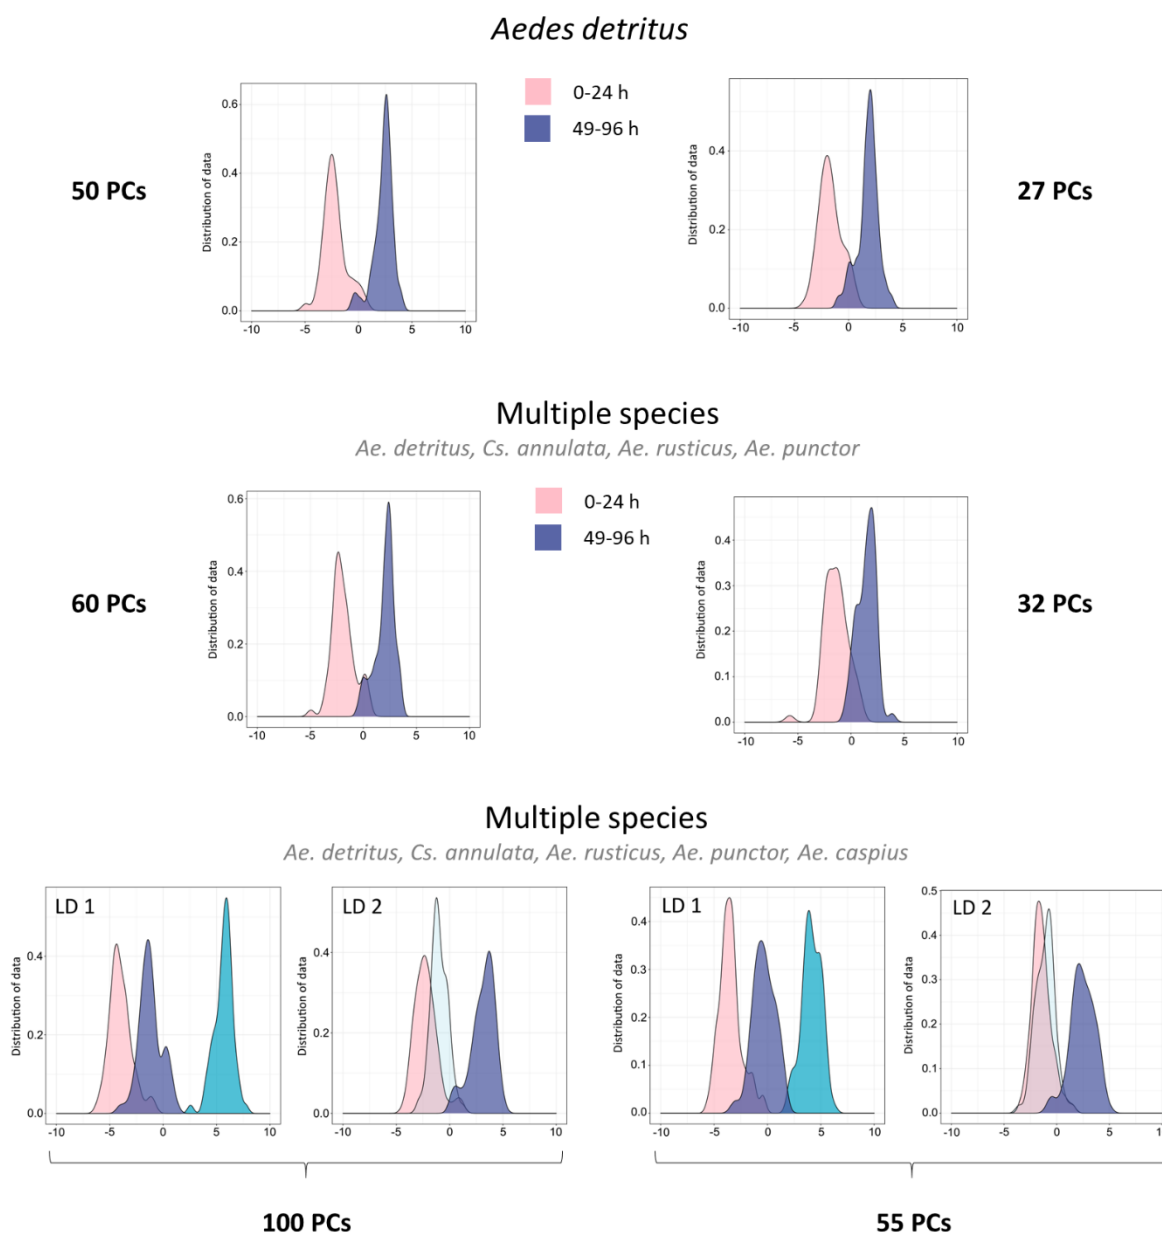 Aedes detritus
50 PCs
Distribution of data
0.6
0.4
0.2
0.0
-10 -5 0 5 10
0-24 h
49-96 h
Distribution of data
0.4
0.2
0.0
-10 -5 0 5 10
27 PCs
Multiple species
Ae. detritus, Cs. annulata, Ae. rusticus, Ae. punctor
60 PCs
Distribution of data
0.6
0.4
0.2
0.0
-10 -5 0 5 10
0-24 h
49-96 h
Distribution of data
0.4
0.3
0.2
0.1
0.0
-10 -5 0 5 10
32 PCs
Multiple species
Ae. detritus, Cs. annulata, Ae. rusticus, Ae. punctor, Ae. caspius
LD 1
Distribution of data
0.4
0.2
0.0
-10 -5 0 5 10
LD 2
Distribution of data
0.4
0.2
0.0
-10 -5 0 5 10
100 PCs
LD 1
Distribution of data
0.4
0.3
0.2
0.1
0.0
-10 -5 0 5 10
LD 2
Distribution of data
0.5
0.4
0.3
0.2
0.1
0.0
-10 -5 0 5 10
55 PCs